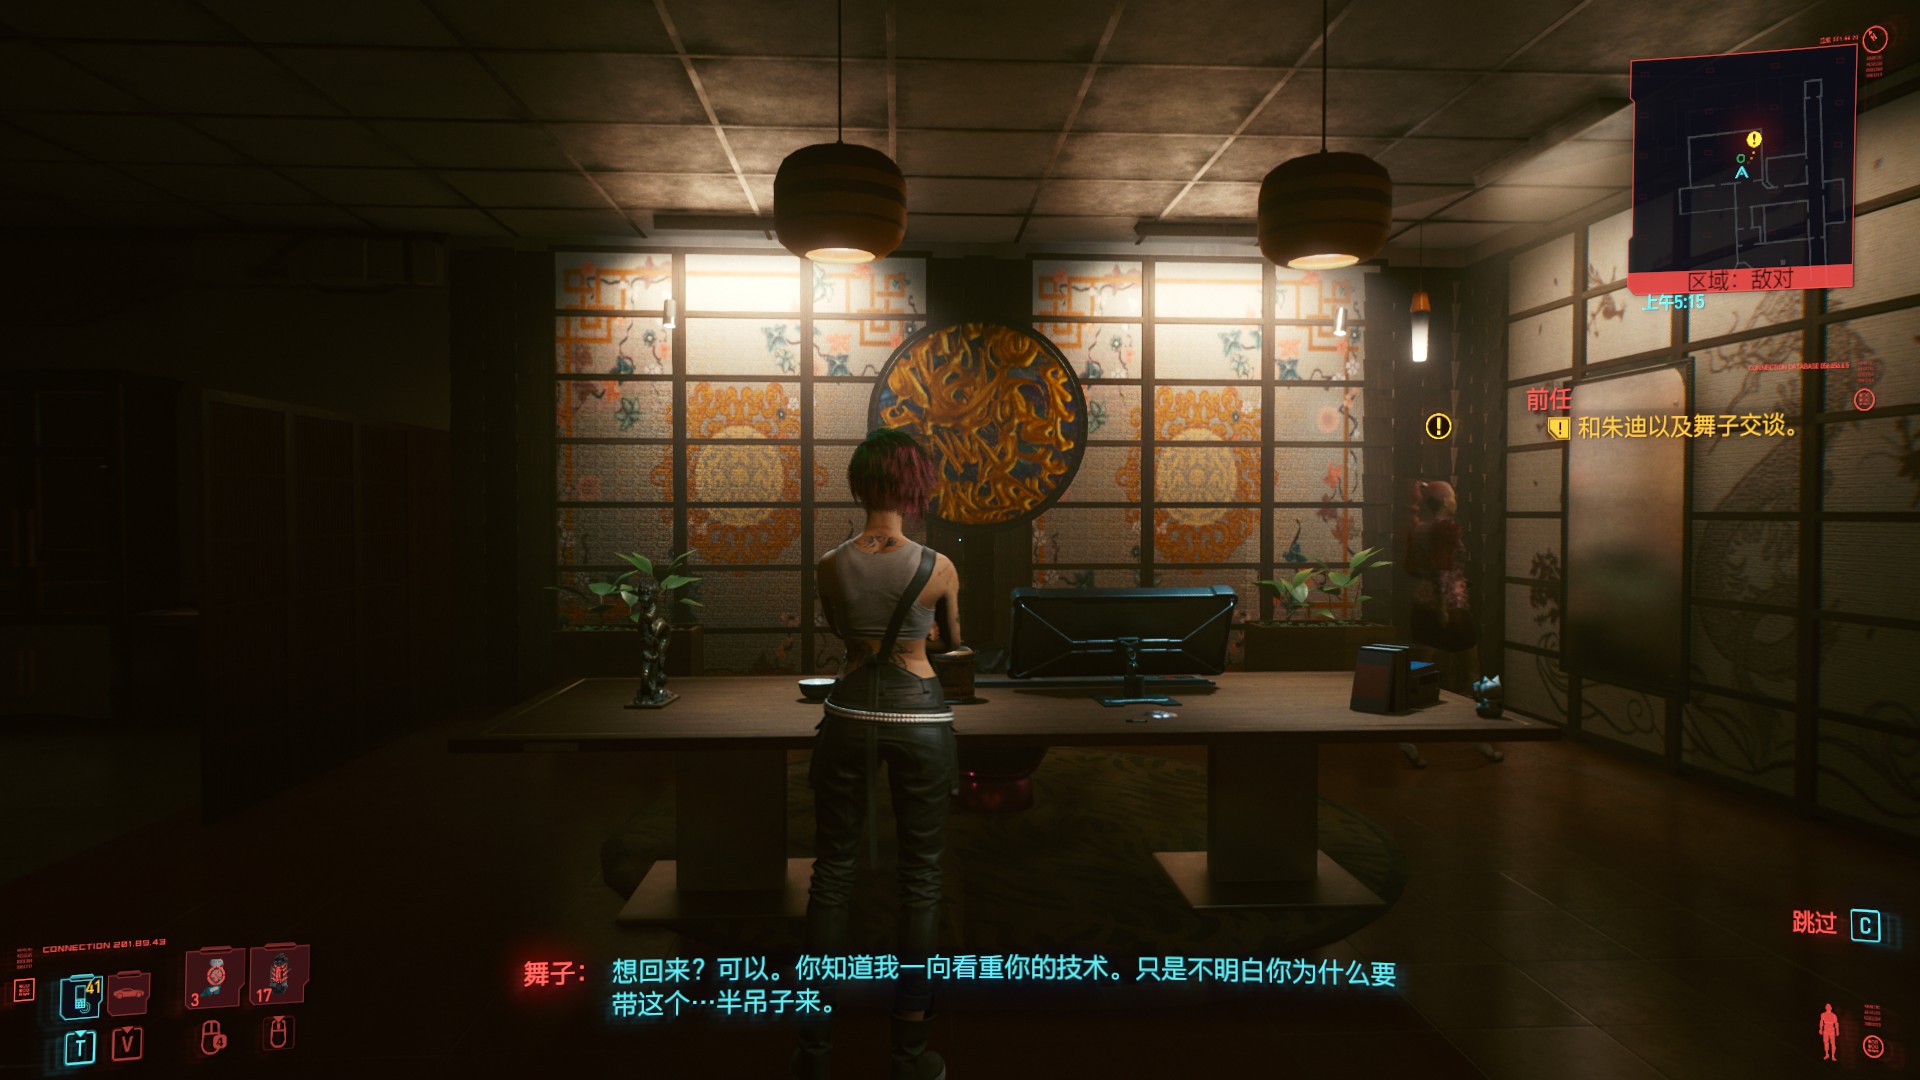 区域：敌对
上午5:15
CONNECTION DATABASE
前任
和朱迪以及舞子交谈。
跳过 C
CONNECTION 201.89.43
41
3
17
T
V
4
舞子： 想回来？可以。你知道我一向看重你的技术。只是不明白你为什么要
带这个…半吊子来。